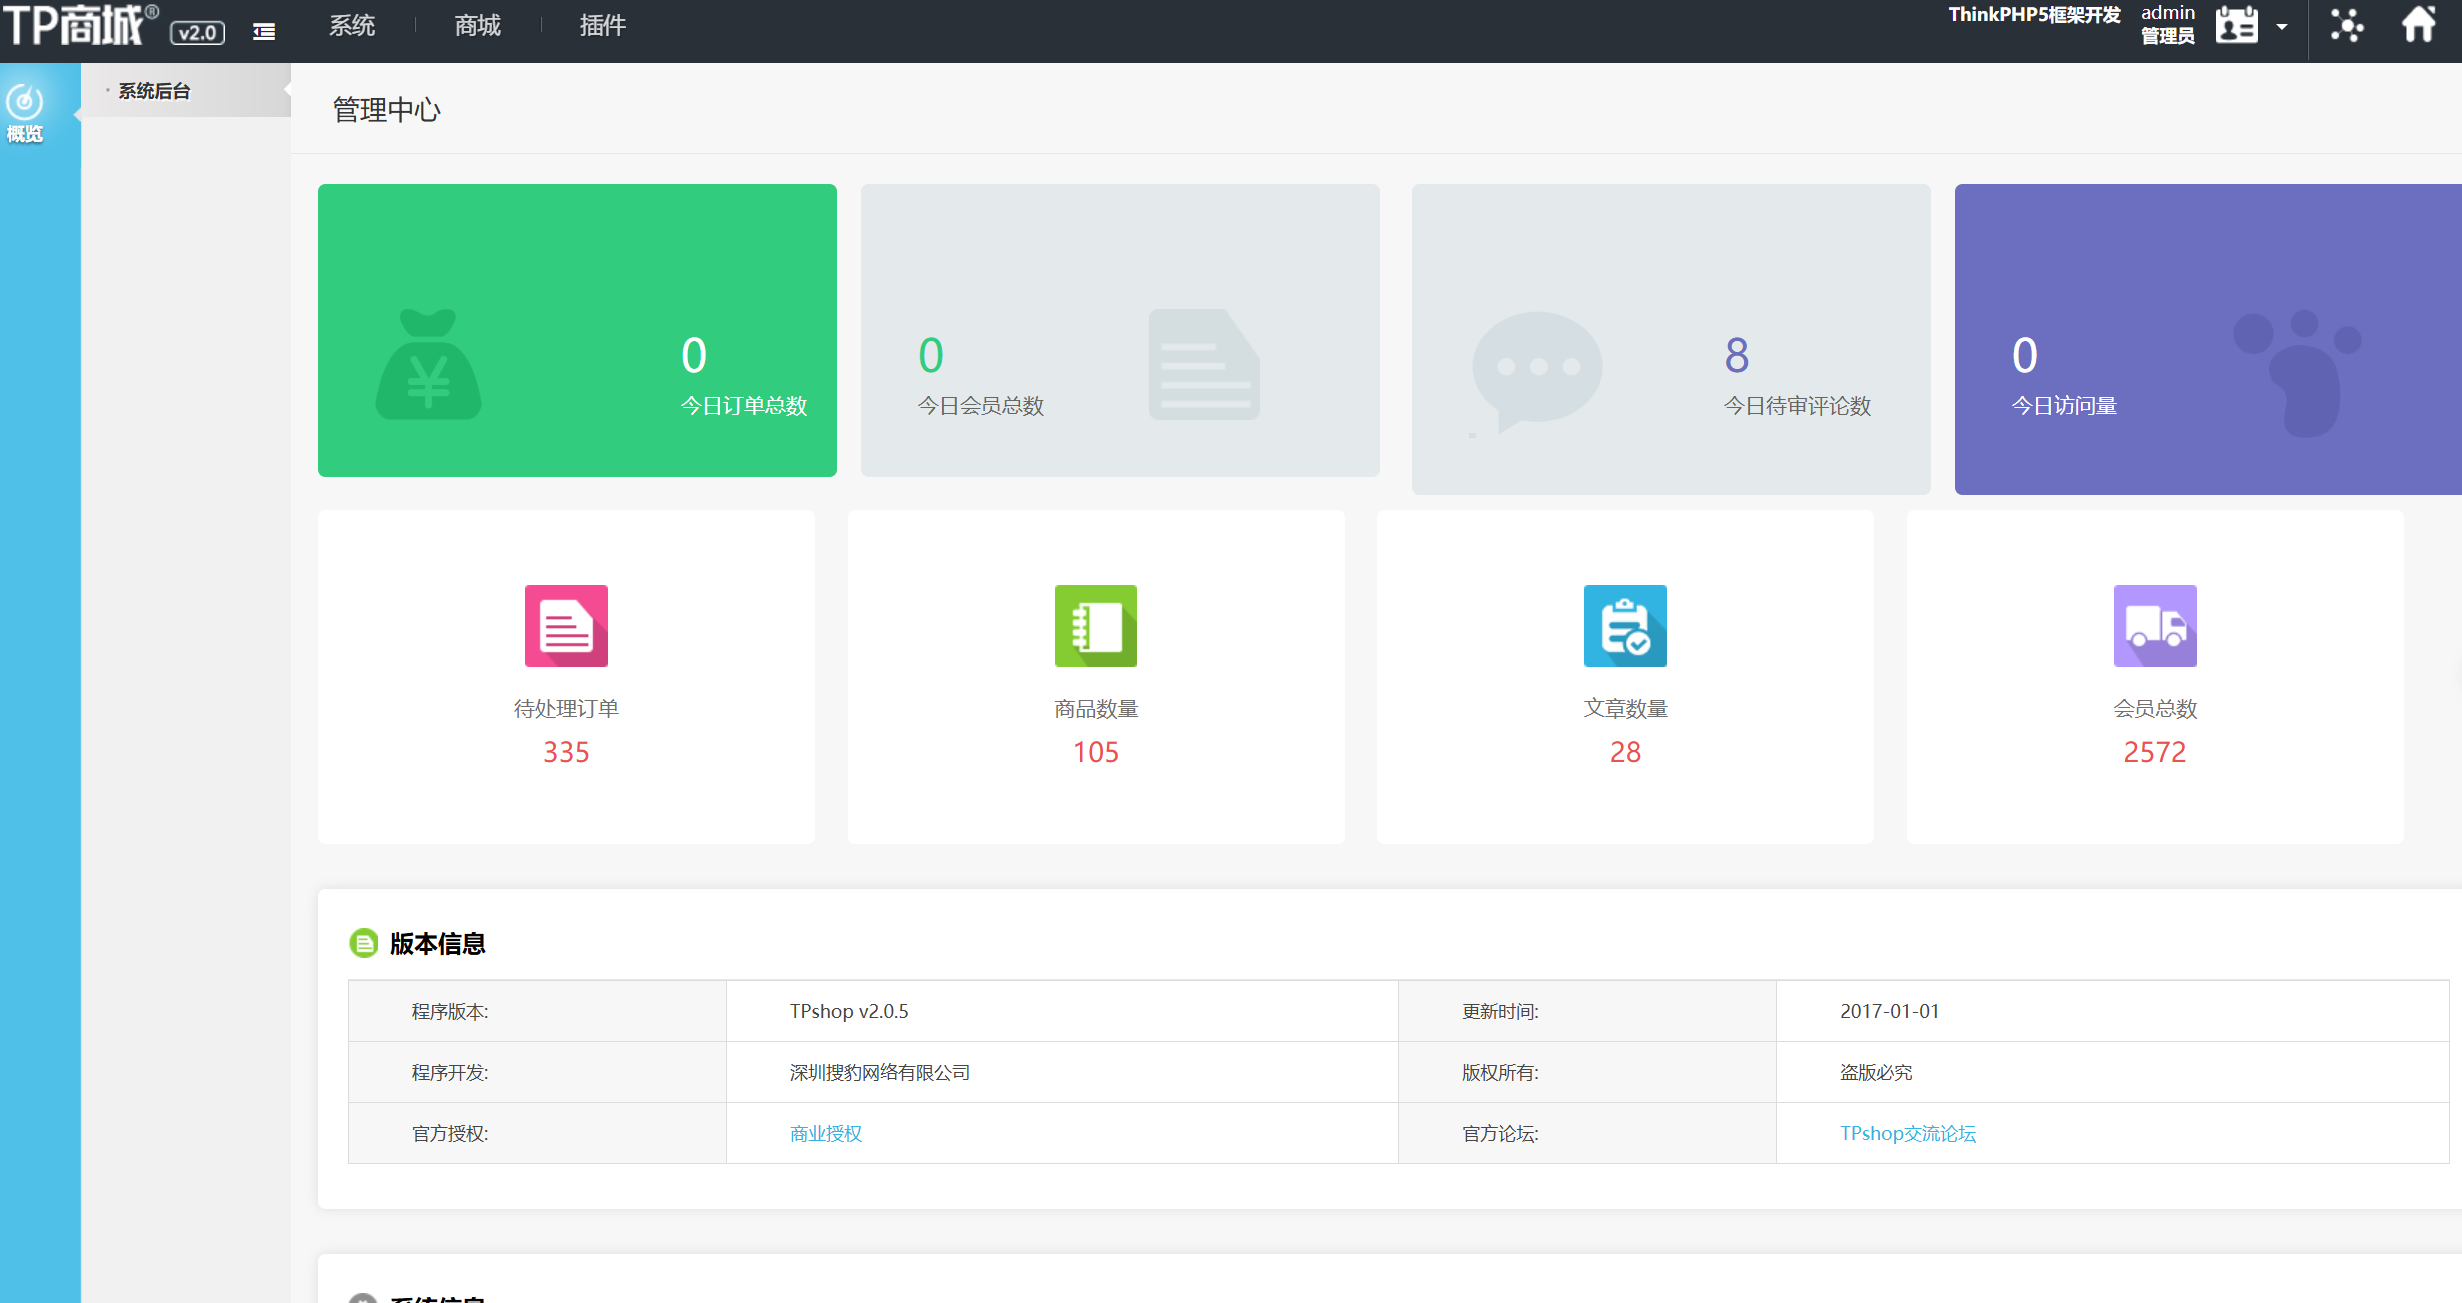 TP商城® v2.0 系统 商城 插件 ThinkPHP5框架开发 admin
管理员
概览
系统后台
管理中心
0
今日订单总数
0
今日会员总数
8
今日待审评论数
0
今日访问量
待处理订单
335
商品数量
105
文章数量
28
会员总数
2572
版本信息
程序版本: TPshop v2.0.5 更新时间: 2017-01-01
程序开发: 深圳搜豹网络有限公司 版权所有: 盗版必究
官方授权: 商业授权 官方论坛: TPshop交流论坛
系统信息